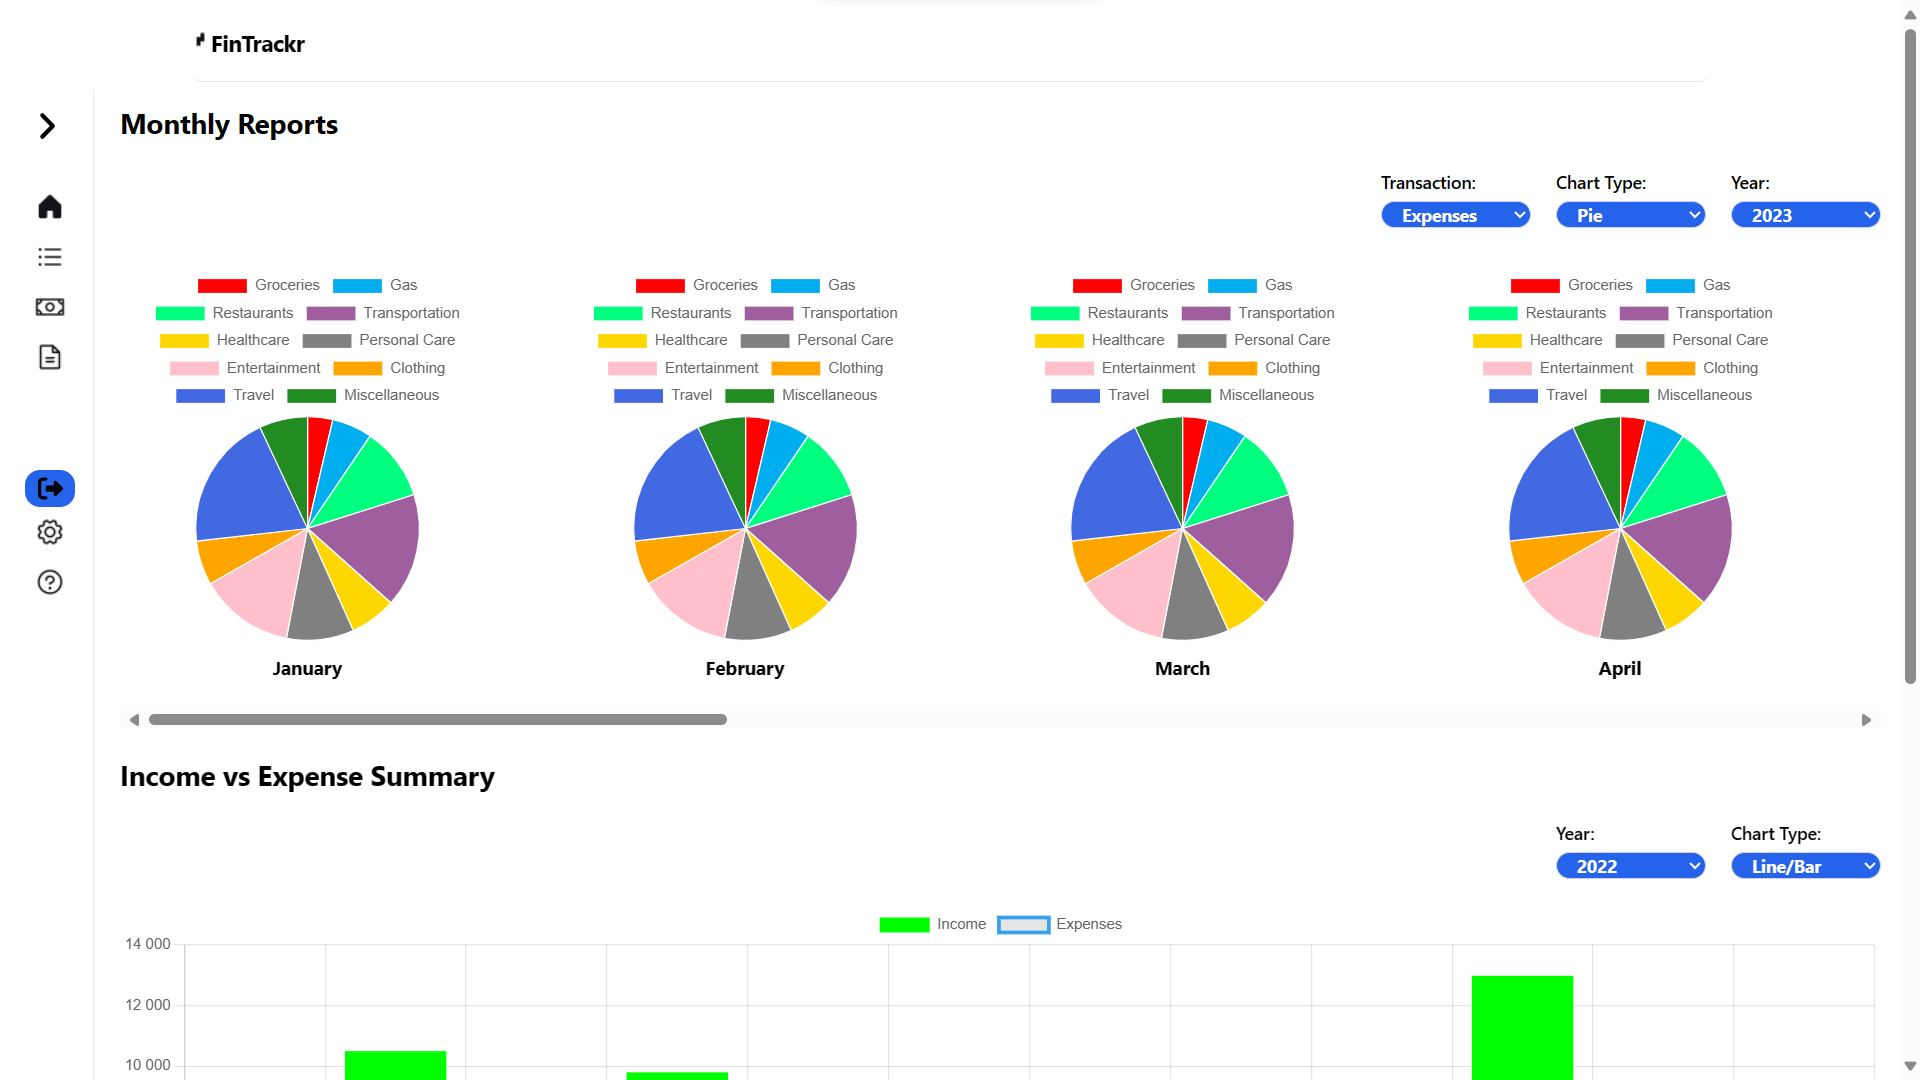 FinTrackr
Monthly Reports
Transaction: Chart Type: Year:
Expenses Pie 2023
Groceries Gas Groceries Gas Groceries Gas Groceries Gas
Restaurants Transportation Restaurants Transportation Restaurants Transportation Restaurants Transportation
Healthcare Personal Care Healthcare Personal Care Healthcare Personal Care Healthcare Personal Care
Entertainment Clothing Entertainment Clothing Entertainment Clothing Entertainment Clothing
Travel Miscellaneous Travel Miscellaneous Travel Miscellaneous Travel Miscellaneous
January February March April
Income vs Expense Summary
Year: Chart Type:
2022 Line/Bar
Income Expenses
14 000
12 000
10 000